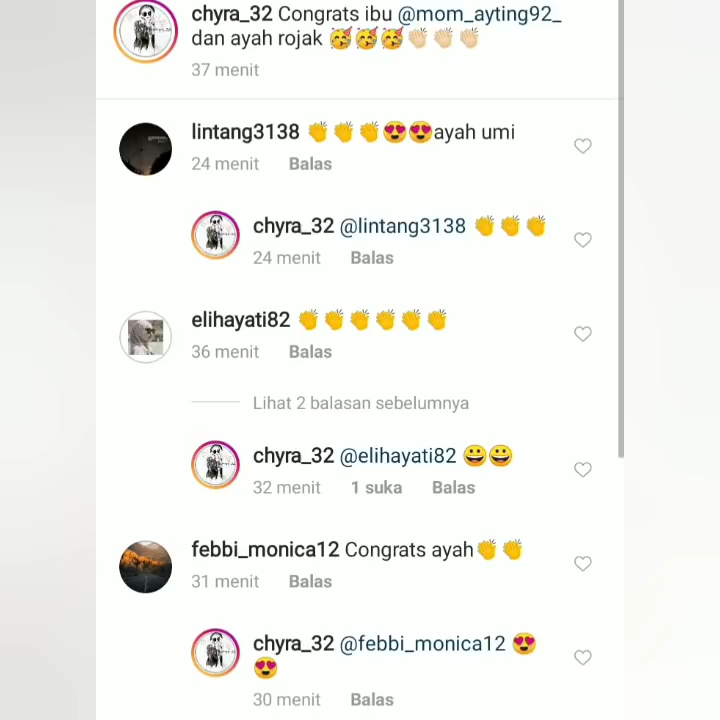 chyra_32 Congrats ibu @mom_ayting92_
dan ayah rojak 🥳🥳🥳👏🏻👏🏻👏🏻
37 menit
lintang3138 👏👏👏😍😍ayah umi
24 menit Balas
chyra_32 @lintang3138 👏👏👏
24 menit Balas
elihayati82 👏👏👏👏👏👏
36 menit Balas
Lihat 2 balasan sebelumnya
chyra_32 @elihayati82 😀😀
32 menit 1 suka Balas
febbi_monica12 Congrats ayah👏👏
31 menit Balas
chyra_32 @febbi_monica12 😍
😍
30 menit Balas